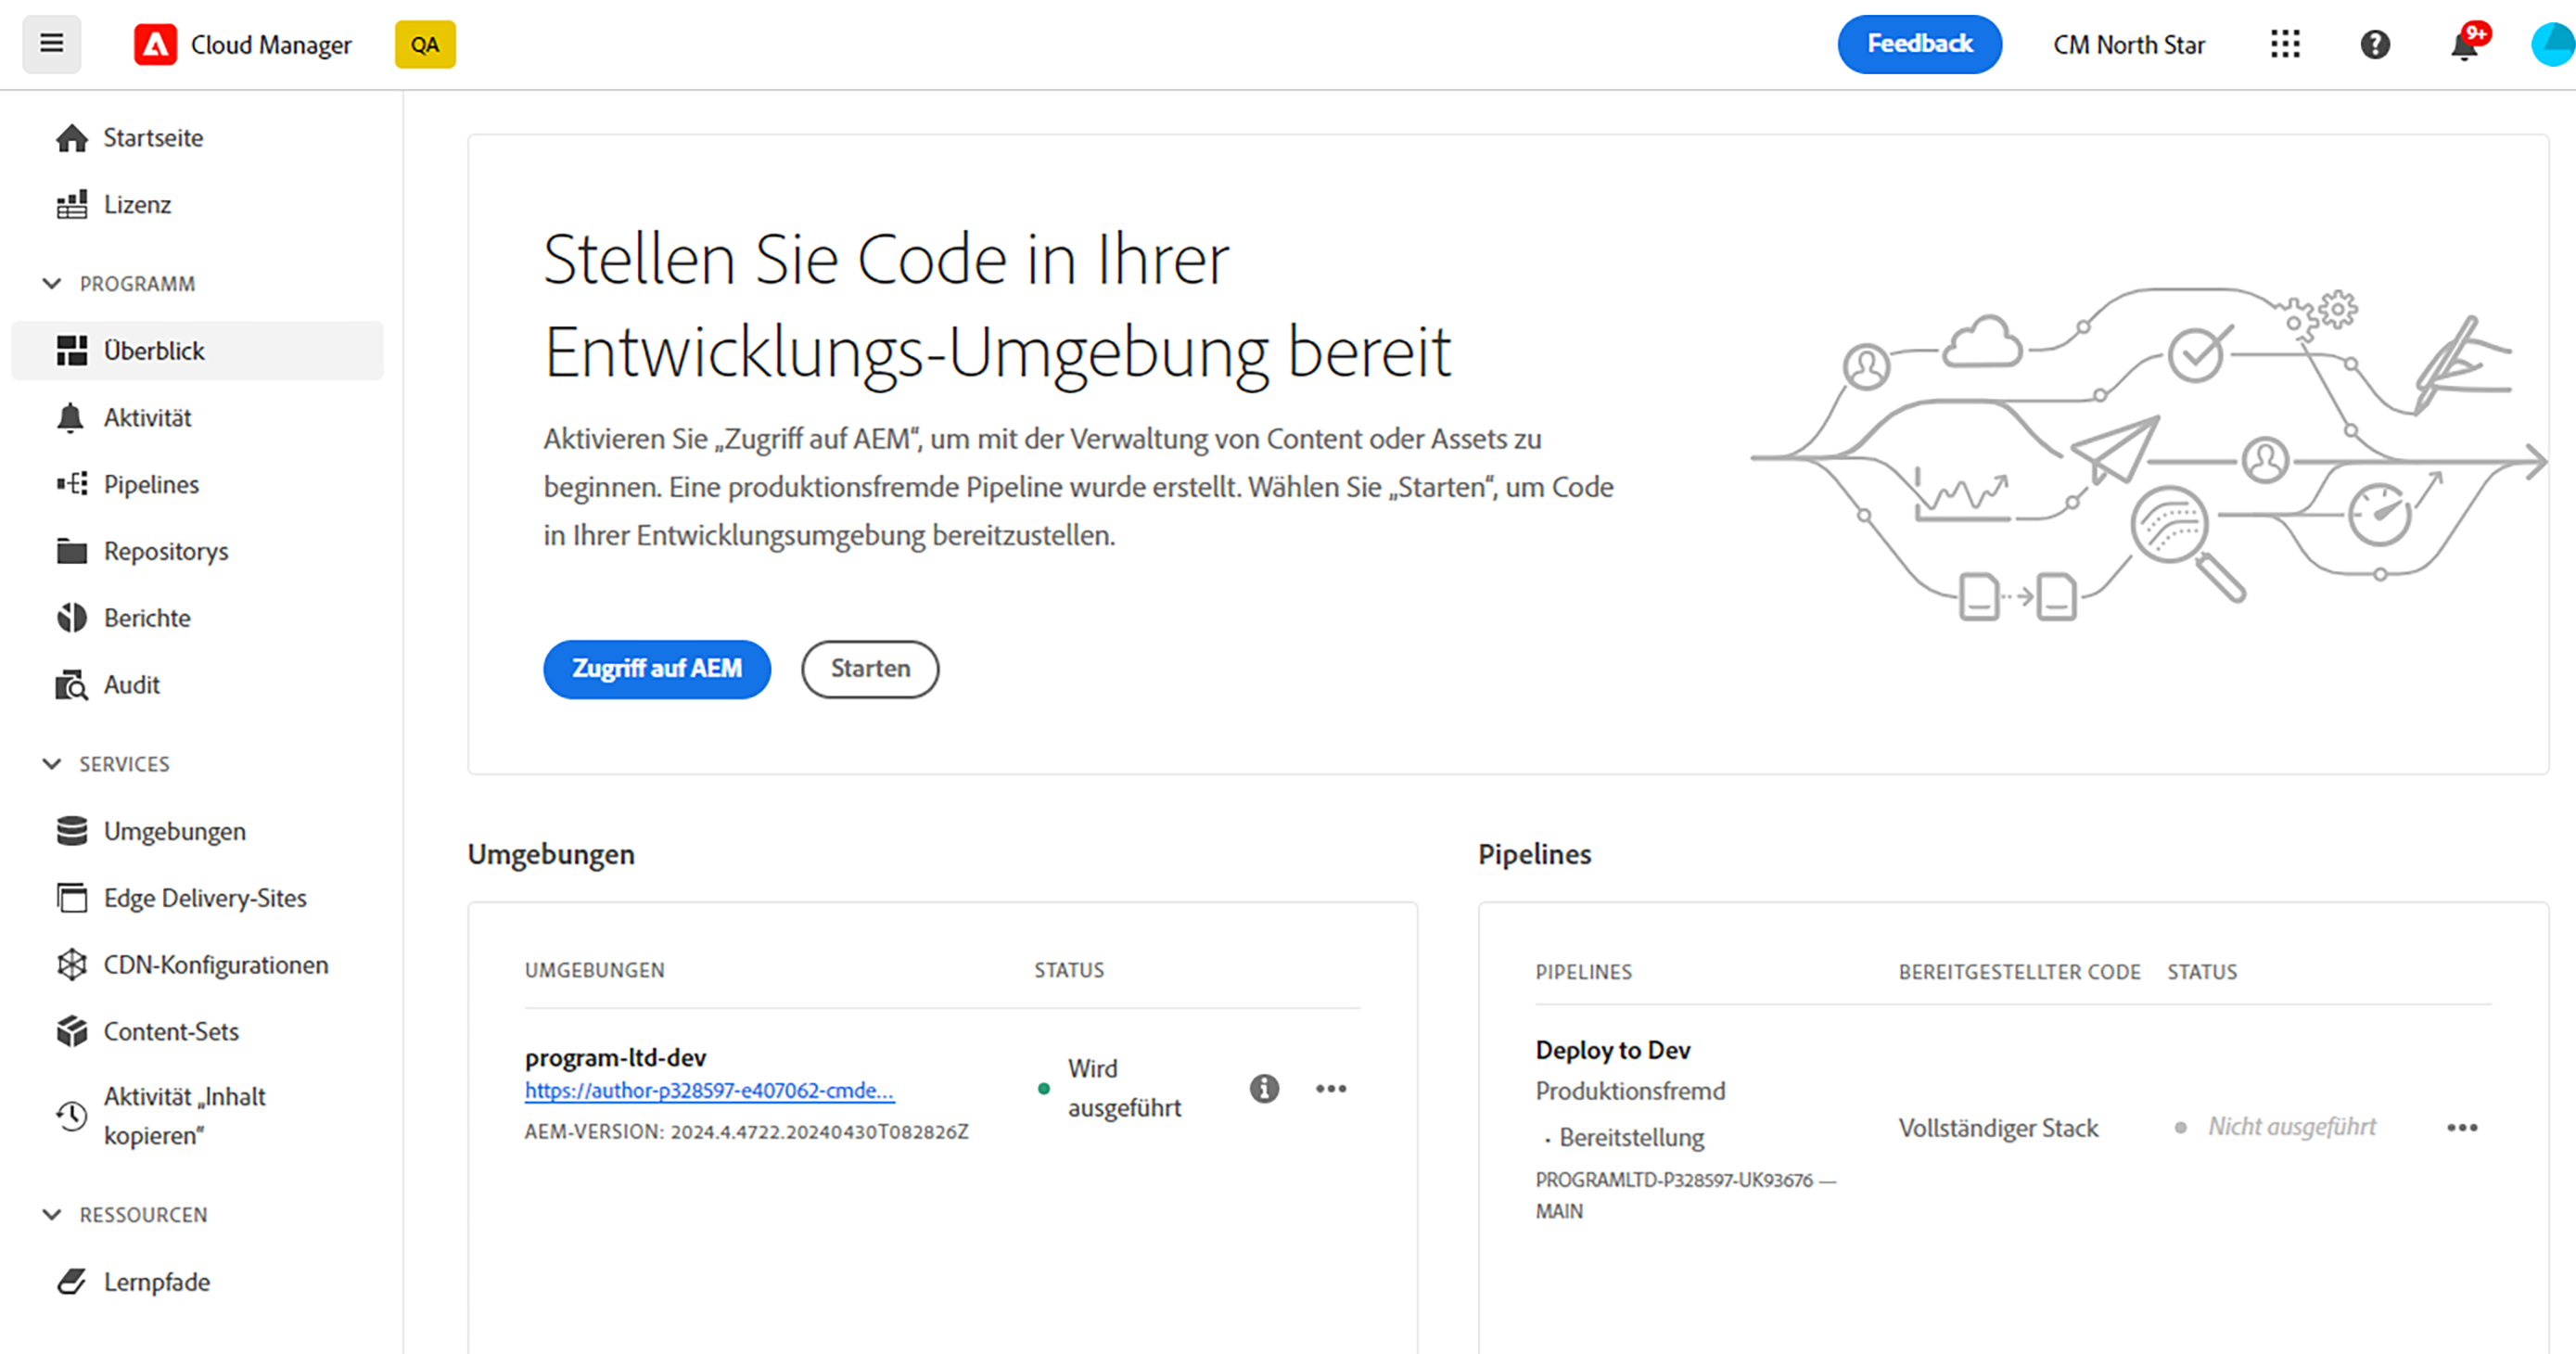 Cloud Manager
QA
Feedback
CM North Star
9+
Startseite
Lizenz
PROGRAMM
Überblick
Aktivität
Pipelines
Repositorys
Berichte
Audit
SERVICES
Umgebungen
Edge Delivery-Sites
CDN-Konfigurationen
Content-Sets
Aktivität „Inhalt
kopieren“
RESSOURCEN
Lernpfade
Stellen Sie Code in Ihrer
Entwicklungs-Umgebung bereit
Aktivieren Sie „Zugriff auf AEM“, um mit der Verwaltung von Content oder Assets zu
beginnen. Eine produktionsfremde Pipeline wurde erstellt. Wählen Sie „Starten“, um Code
in Ihrer Entwicklungsumgebung bereitzustellen.
Zugriff auf AEM
Starten
Umgebungen
UMGEBUNGEN STATUS
program-ltd-dev
https://author-p328597-e407062-cmde...
AEM-VERSION: 2024.4.4722.20240430T082826Z
Wird
ausgeführt
Pipelines
PIPELINES BEREITGESTELLTER CODE STATUS
Deploy to Dev
Produktionsfremd
· Bereitstellung
PROGRAMLTD-P328597-UK93676 —
MAIN
Vollständiger Stack
Nicht ausgeführt